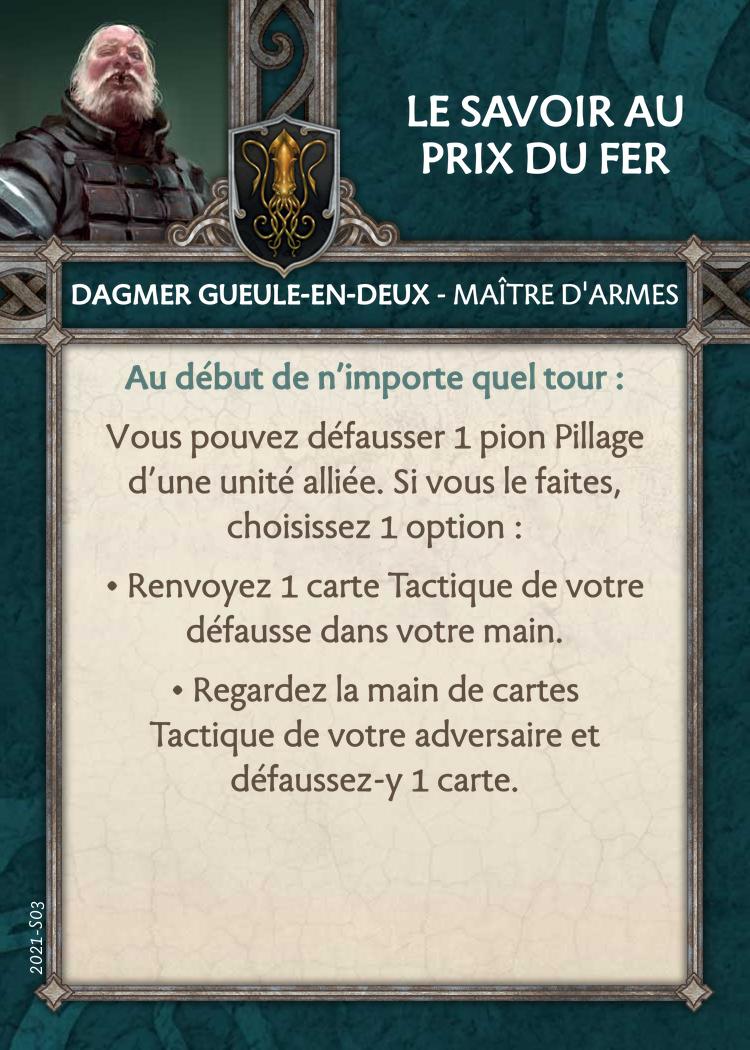 LE SAVOIR AU
PRIX DU FER
DAGMER GUEULE-EN-DEUX - MAÎTRE D'ARMES
Au début de n’importe quel tour :
Vous pouvez défausser 1 pion Pillage
d’une unité alliée. Si vous le faites,
choisissez 1 option :
• Renvoyez 1 carte Tactique de votre
défausse dans votre main.
• Regardez la main de cartes
Tactique de votre adversaire et
défaussez-y 1 carte.
2021-S03